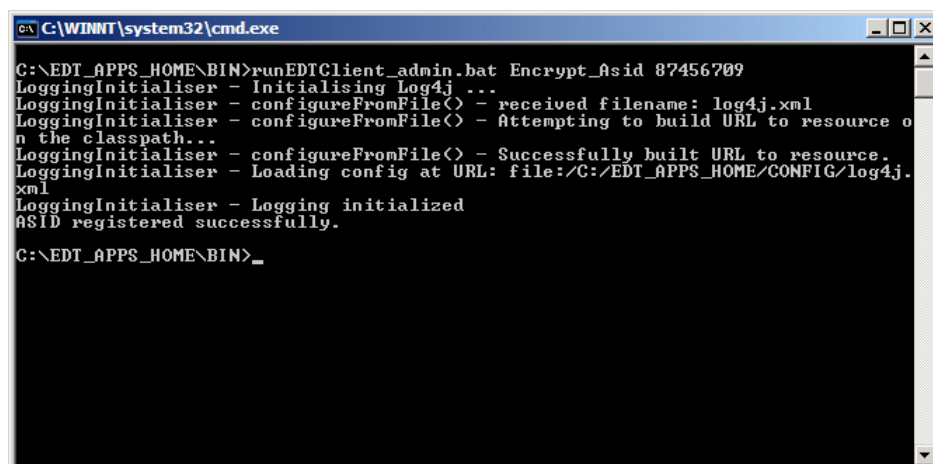 C:\WINNT\system32\cmd.exe
C:\EDT_APPS_HOME\BIN>runEDTClient_admin.bat Encrypt_Asid 87456709
LoggingInitialiser - Initialising Log4j ...
LoggingInitialiser - configureFromFile() - received filename: log4j.xml
LoggingInitialiser - configureFromFile() - Attempting to build URL to resource o
n the classpath...
LoggingInitialiser - configureFromFile() - Successfully built URL to resource.
LoggingInitialiser - Loading config at URL: file:/C:/EDT_APPS_HOME/CONFIG/log4j.
xml
LoggingInitialiser - Logging initialized
ASID registered successfully.
C:\EDT_APPS_HOME\BIN>_